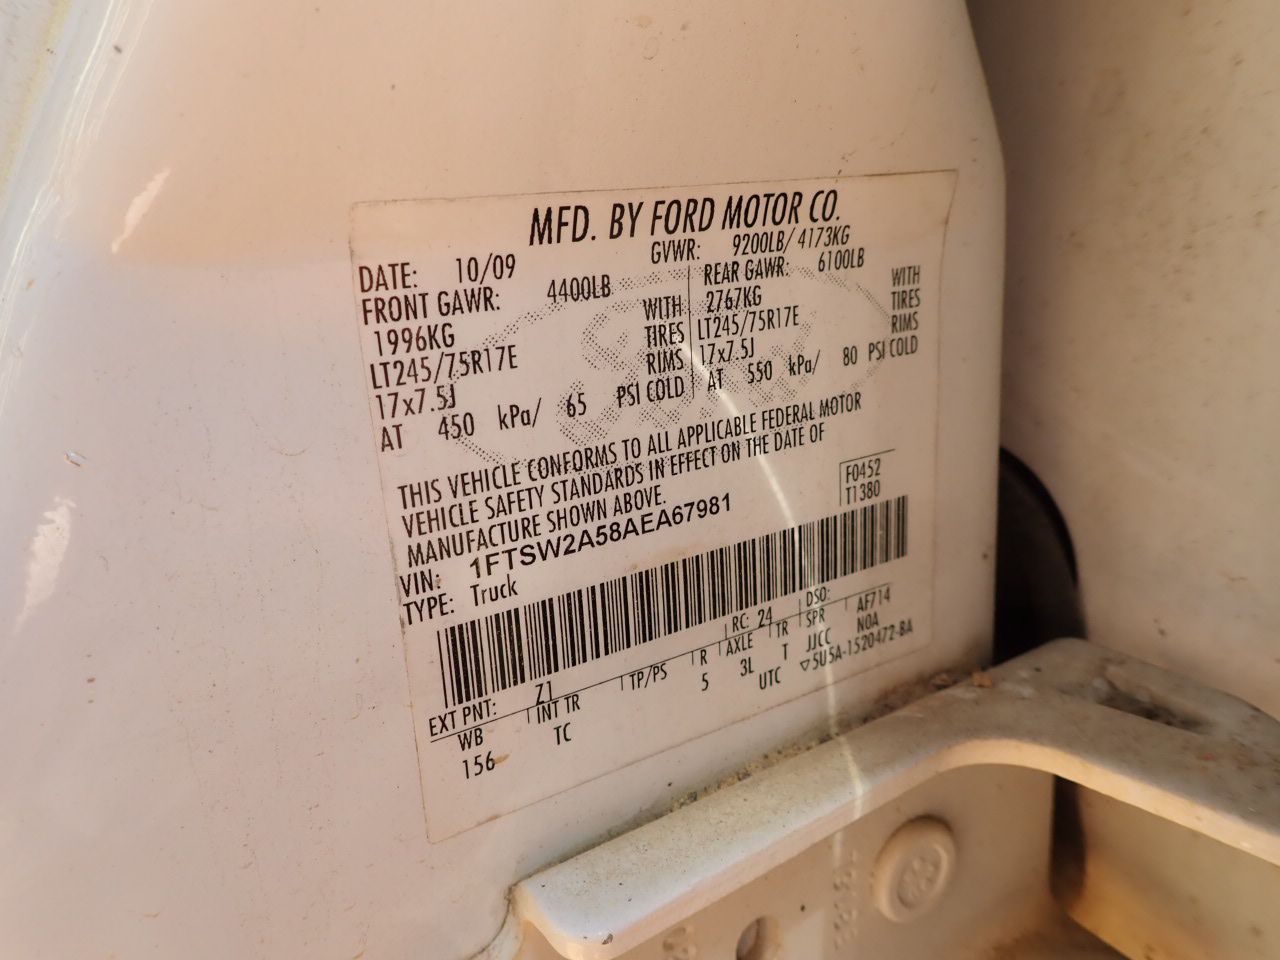 MFD. BY FORD MOTOR CO.
DATE: 10/09 GVWR: 9200LB/ 4173KG
FRONT GAWR: 4400LB REAR GAWR: 6100LB
1996KG WITH 2767KG WITH
LT245/75R17E TIRES LT245/75R17E TIRES
17x7.5J RIMS 17x7.5J RIMS
AT 450 kPa/ 65 PSI COLD AT 550 kPa/ 80 PSI COLD
THIS VEHICLE CONFORMS TO ALL APPLICABLE FEDERAL MOTOR
VEHICLE SAFETY STANDARDS IN EFFECT ON THE DATE OF
MANUFACTURE SHOWN ABOVE.
F0452
T1380
VIN: 1FTSW2A58AEA67981
TYPE: Truck
EXT PNT: Z1 RC: 24 DSO: AF714
WB INT TR TP/PS R AXLE TR SPR NOA
156 TC 5 3L T JJCC
UTC ▽5U5A-1520472-BA